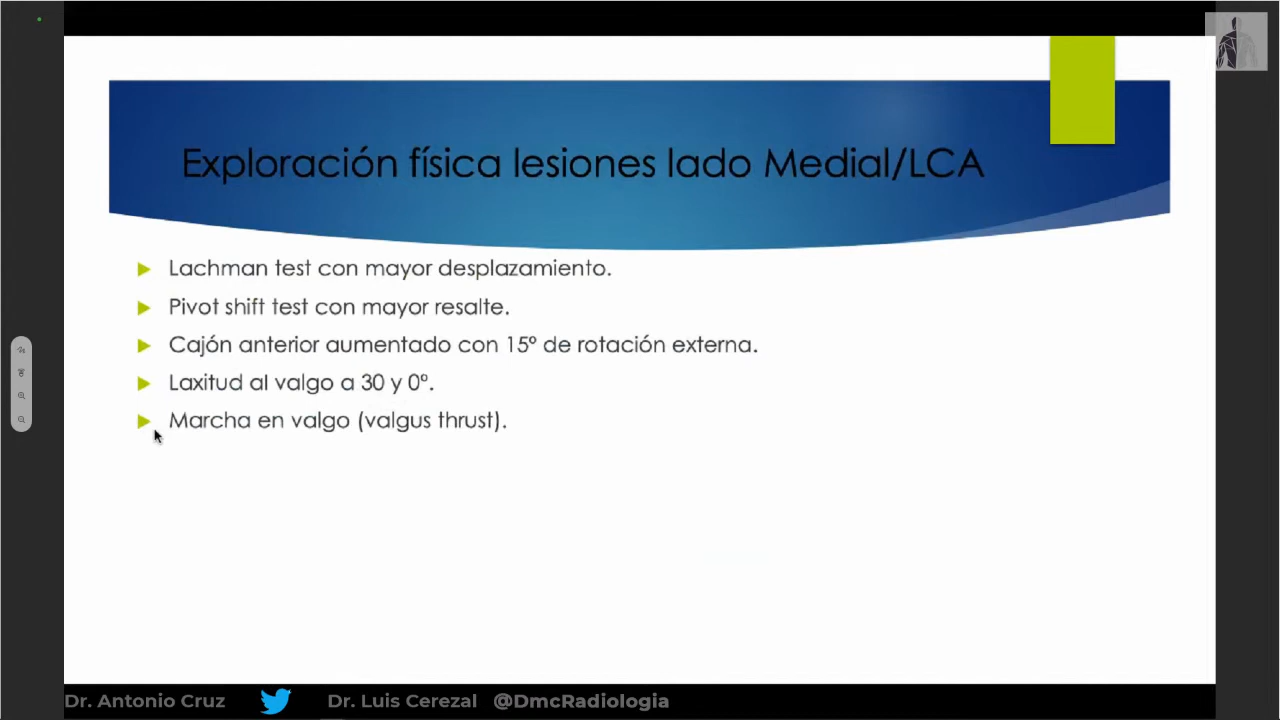 Exploración física lesiones lado Medial/LCA
Lachman test con mayor desplazamiento.
Pivot shift test con mayor resalte.
Cajón anterior aumentado con 15º de rotación externa.
Laxitud al valgo a 30 y 0º.
Marcha en valgo (valgus thrust).
Dr. Antonio Cruz Dr. Luis Cerezal @DmcRadiologia